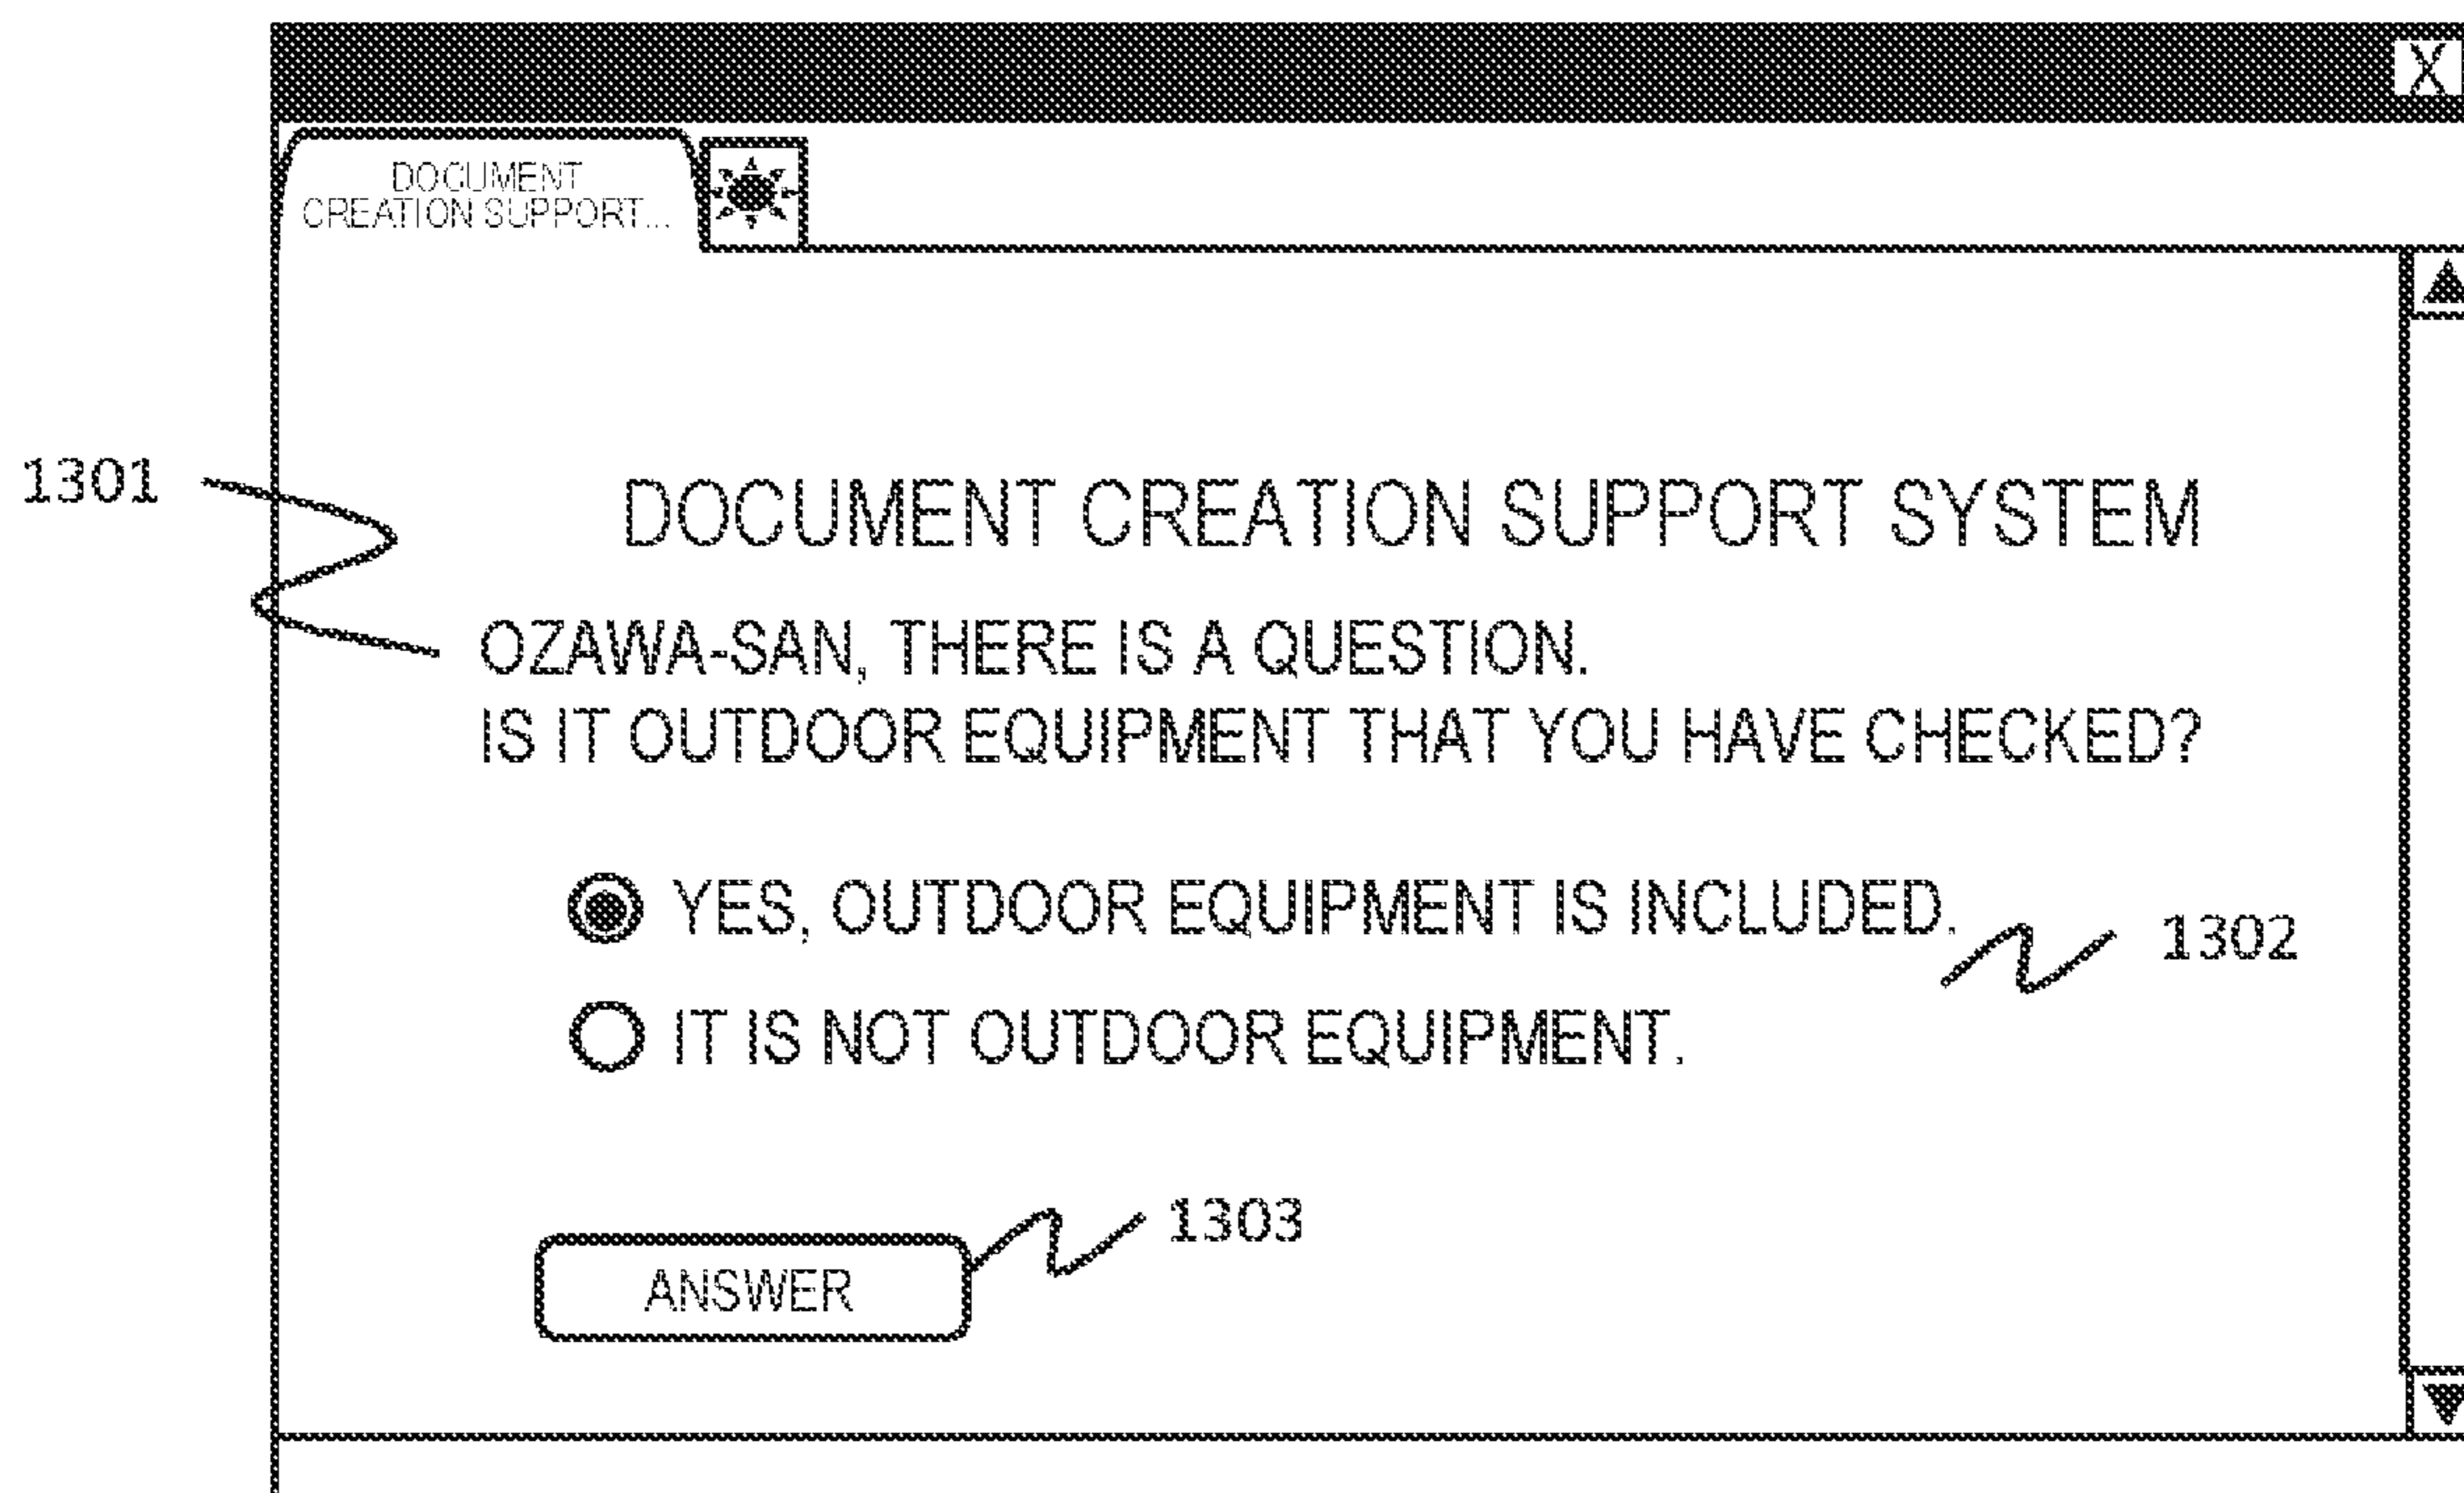 X
DOCUMENT
CREATION SUPPORT...
1301
DOCUMENT CREATION SUPPORT SYSTEM
OZAWA-SAN, THERE IS A QUESTION.
IS IT OUTDOOR EQUIPMENT THAT YOU HAVE CHECKED?
YES, OUTDOOR EQUIPMENT IS INCLUDED.
1302
IT IS NOT OUTDOOR EQUIPMENT.
1303
ANSWER